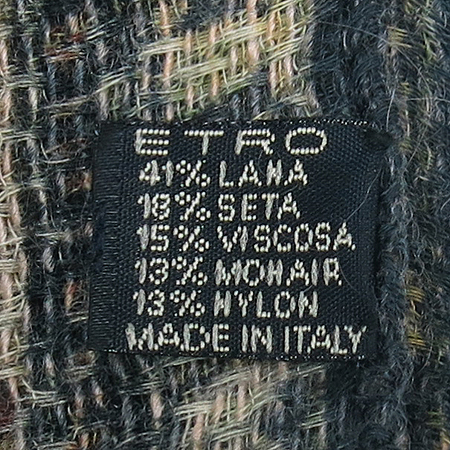 ETRO
41% LANA
18% SETA
15% VISCOSA
13% MOHAIR
13% NYLON
MADE IN ITALY